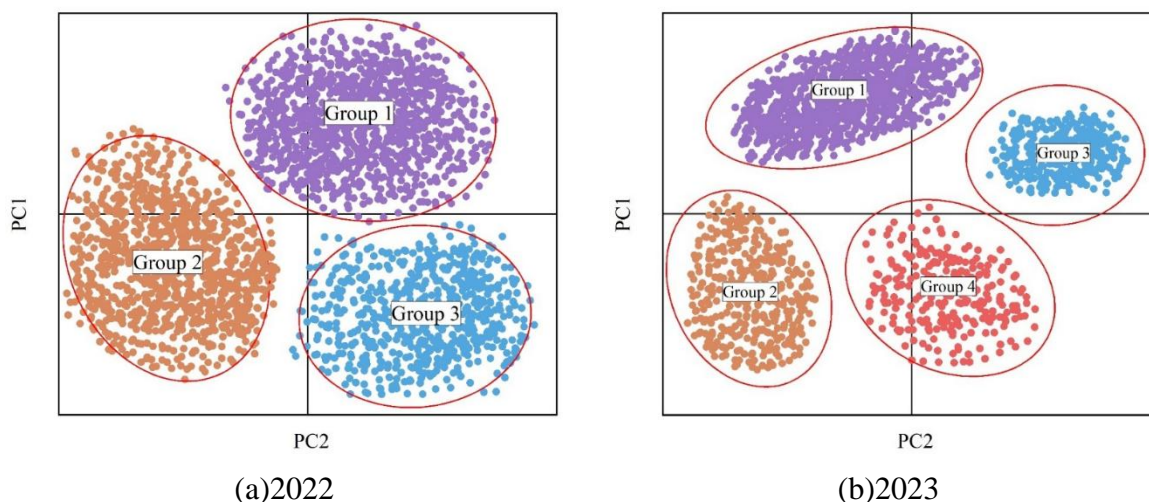 PC1
Group 1
Group 2
Group 3
PC2
(a)2022
PC1
Group 1
Group 3
Group 2
Group 4
PC2
(b)2023